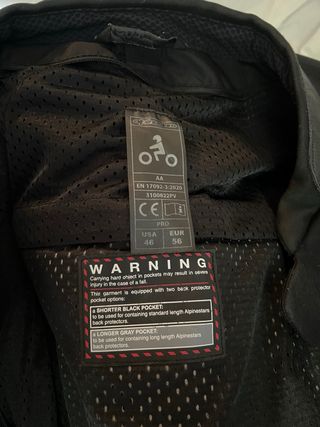 alpinestars
AA
EN 17092-3:2020
3100822PV
CE i
PRO
USA EUR
46 56
WARNING
Carrying hard object in pockets may result in severe
injury in the case of a fall.
This garment is equipped with two back protector
pocket options:
a SHORTER BLACK POCKET:
to be used for containing standard length Alpinestars
back protectors.
a LONGER GRAY POCKET:
to be used for containing long length Alpinestars
back protectors.